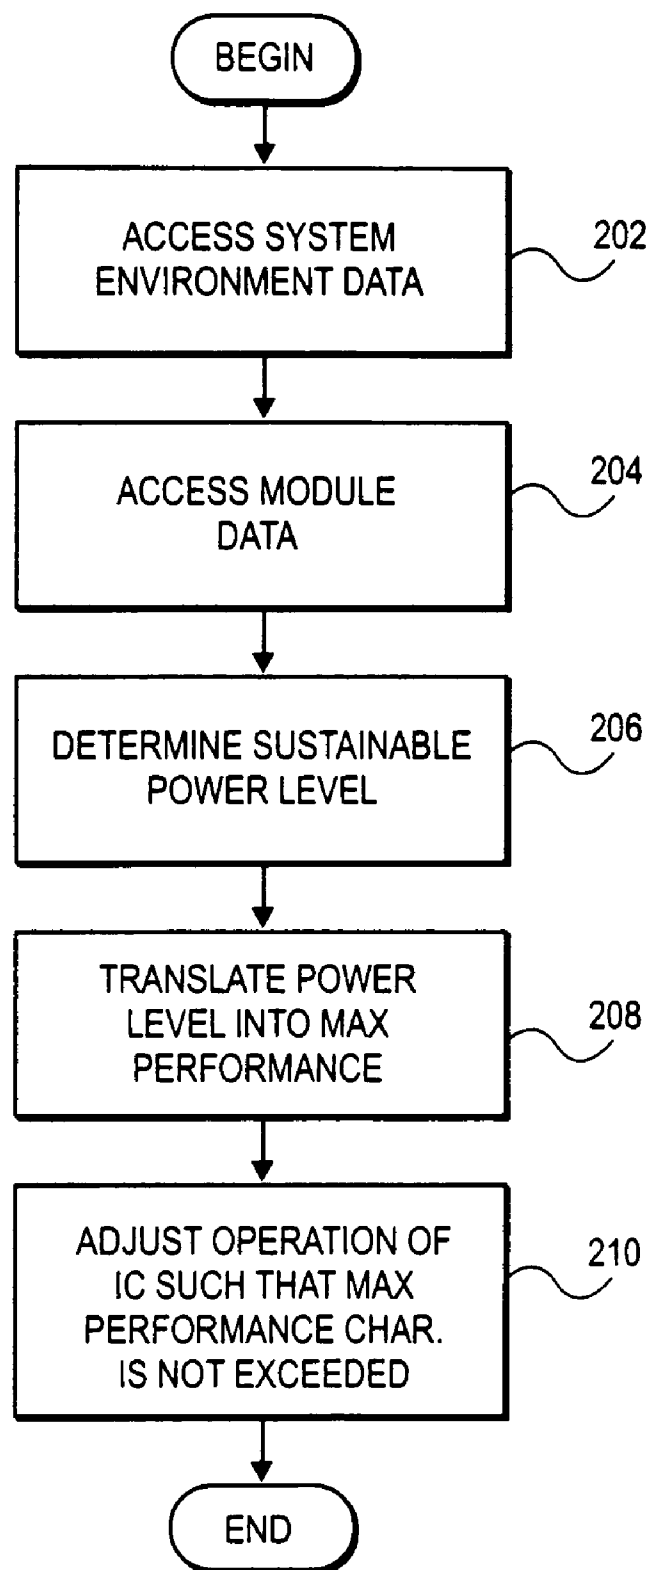 BEGIN
ACCESS SYSTEM
ENVIRONMENT DATA
202
ACCESS MODULE
DATA
204
DETERMINE SUSTAINABLE
POWER LEVEL
206
TRANSLATE POWER
LEVEL INTO MAX
PERFORMANCE
208
ADJUST OPERATION OF
IC SUCH THAT MAX
PERFORMANCE CHAR.
IS NOT EXCEEDED
210
END